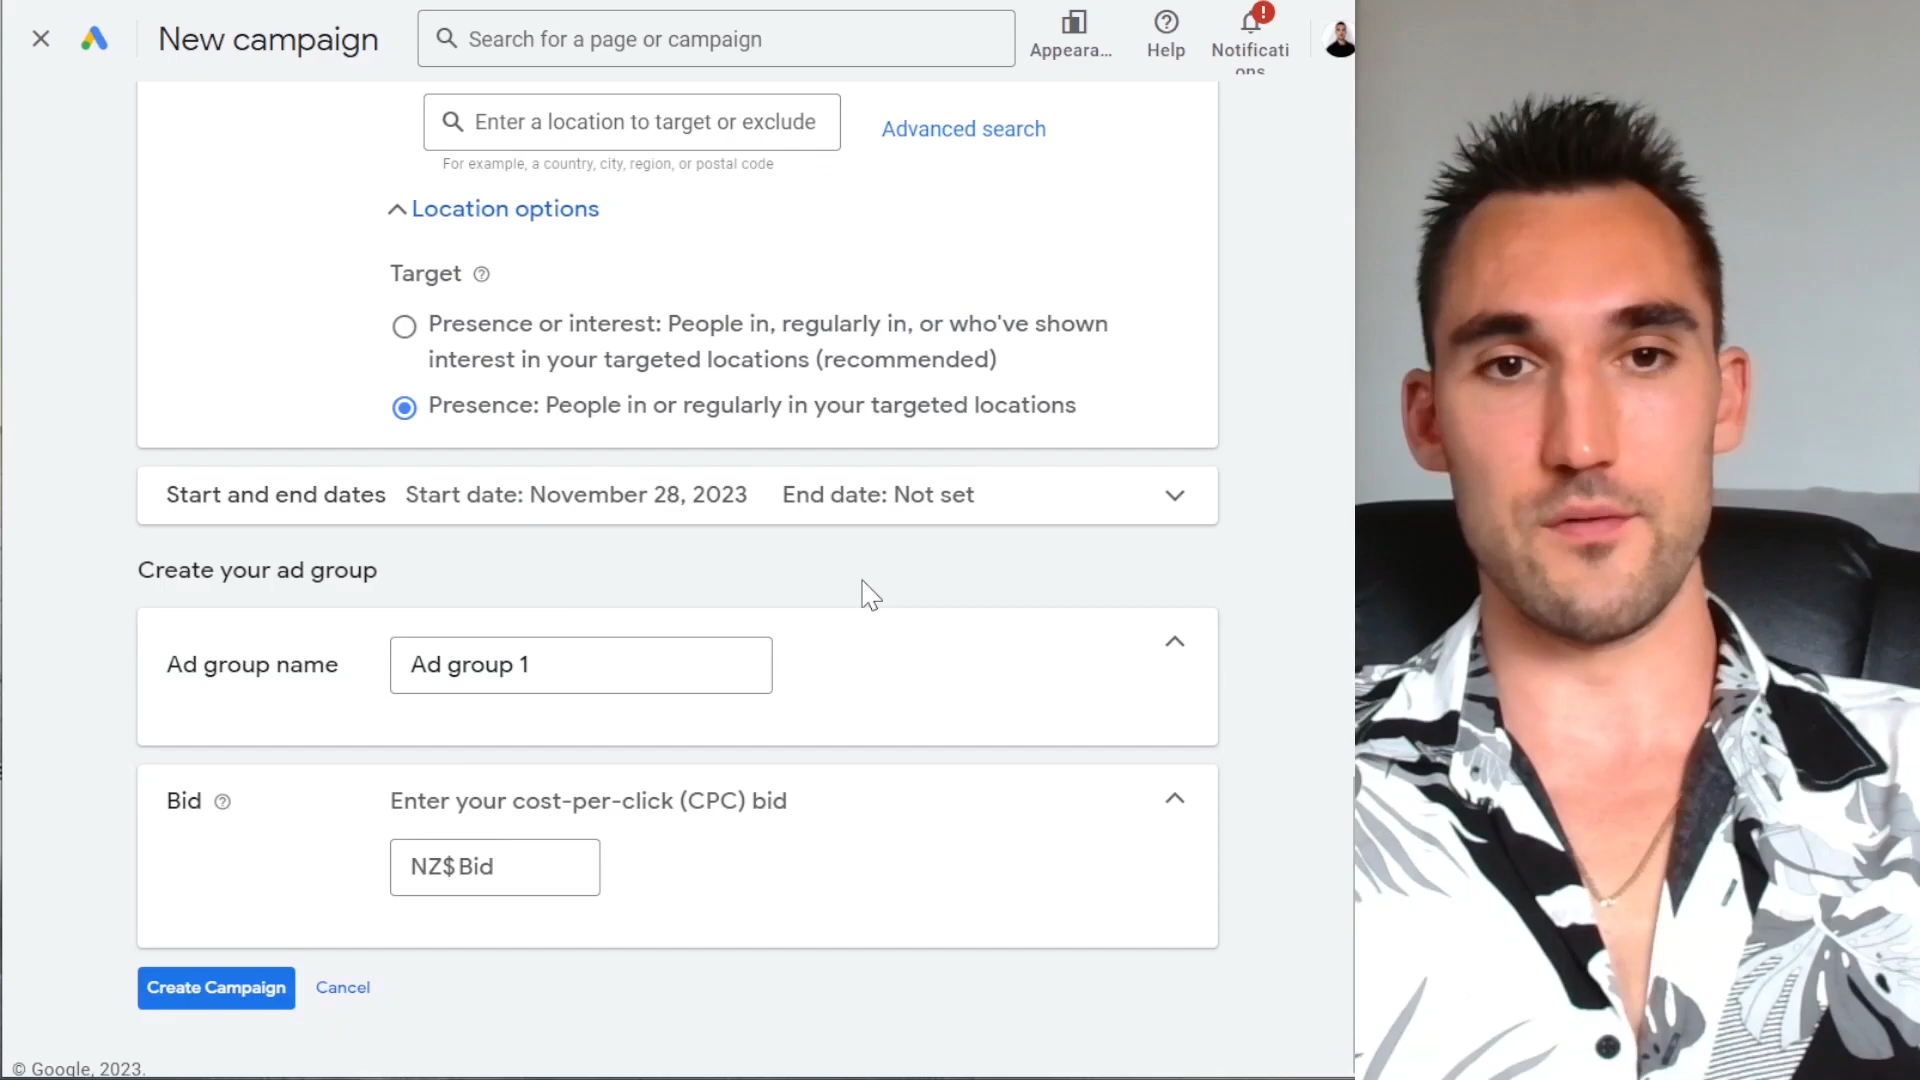 New campaign
Search for a page or campaign
Appeara...
Help
Notificati
ons
!
Enter a location to target or exclude
Advanced search
For example, a country, city, region, or postal code
Location options
Target
Presence or interest: People in, regularly in, or who've shown
interest in your targeted locations (recommended)
Presence: People in or regularly in your targeted locations
Start and end dates Start date: November 28, 2023 End date: Not set
Create your ad group
Ad group name Ad group 1
Bid Enter your cost-per-click (CPC) bid
NZ$ Bid
Create Campaign Cancel
© Google, 2023.